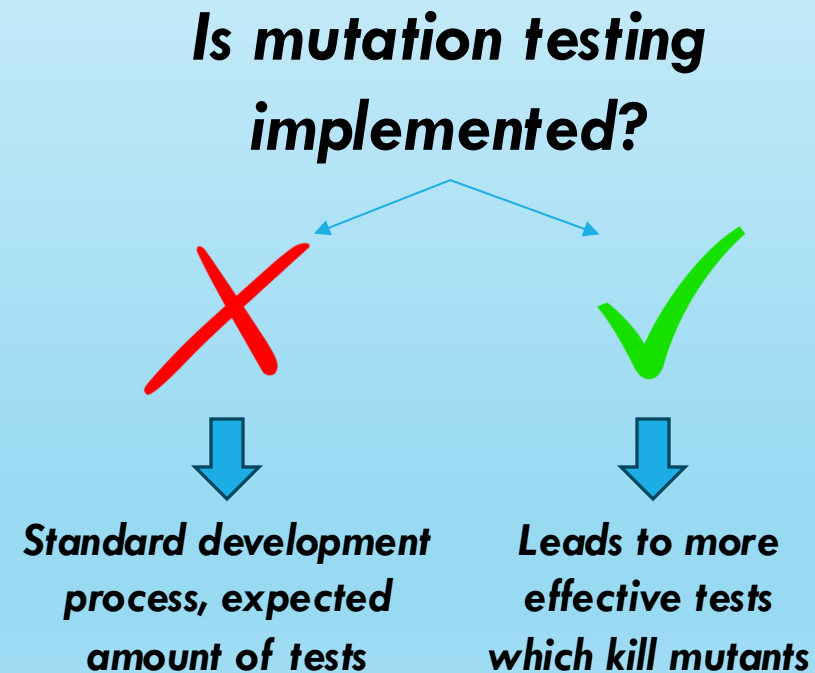 Is mutation testing
implemented?
Standard development
process, expected
amount of tests
Leads to more
effective tests
which kill mutants